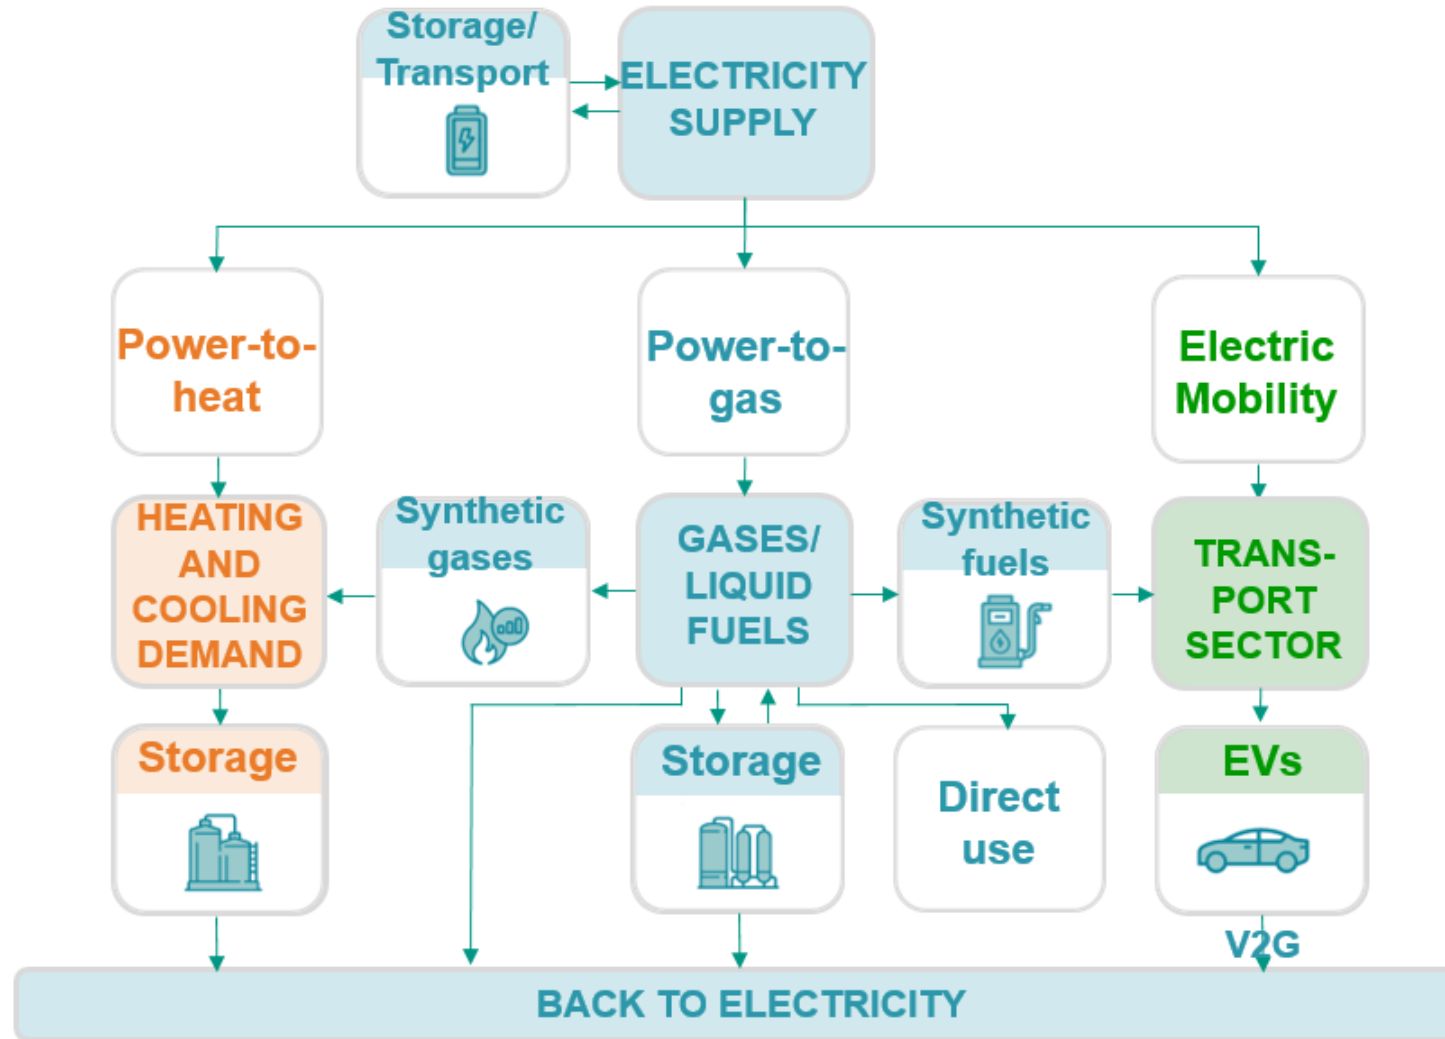 Storage/
Transport
ELECTRICITY
SUPPLY
Power-to-
heat
Power-to-
gas
Electric
Mobility
HEATING
AND
COOLING
DEMAND
Synthetic
gases
GASES/
LIQUID
FUELS
Synthetic
fuels
TRANS-
PORT
SECTOR
Storage
Storage
Direct
use
EVs
V2G
BACK TO ELECTRICITY